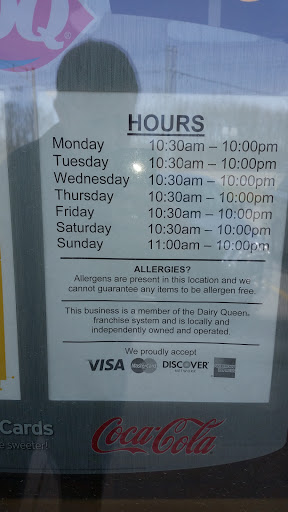 DQ
HOURS
Monday 10:30am – 10:00pm
Tuesday 10:30am – 10:00pm
Wednesday 10:30am – 10:00pm
Thursday 10:30am – 10:00pm
Friday 10:30am – 10:00pm
Saturday 10:30am – 10:00pm
Sunday 11:00am – 10:00pm
ALLERGIES?
Allergens are present in this location and we
cannot guarantee any items to be allergen free.
This business is a member of the Dairy Queen®
franchise system and is locally and
independently owned and operated.
We proudly accept
VISA MasterCard DISCOVER
NETWORK
Cards
sweeter!
Coca-Cola